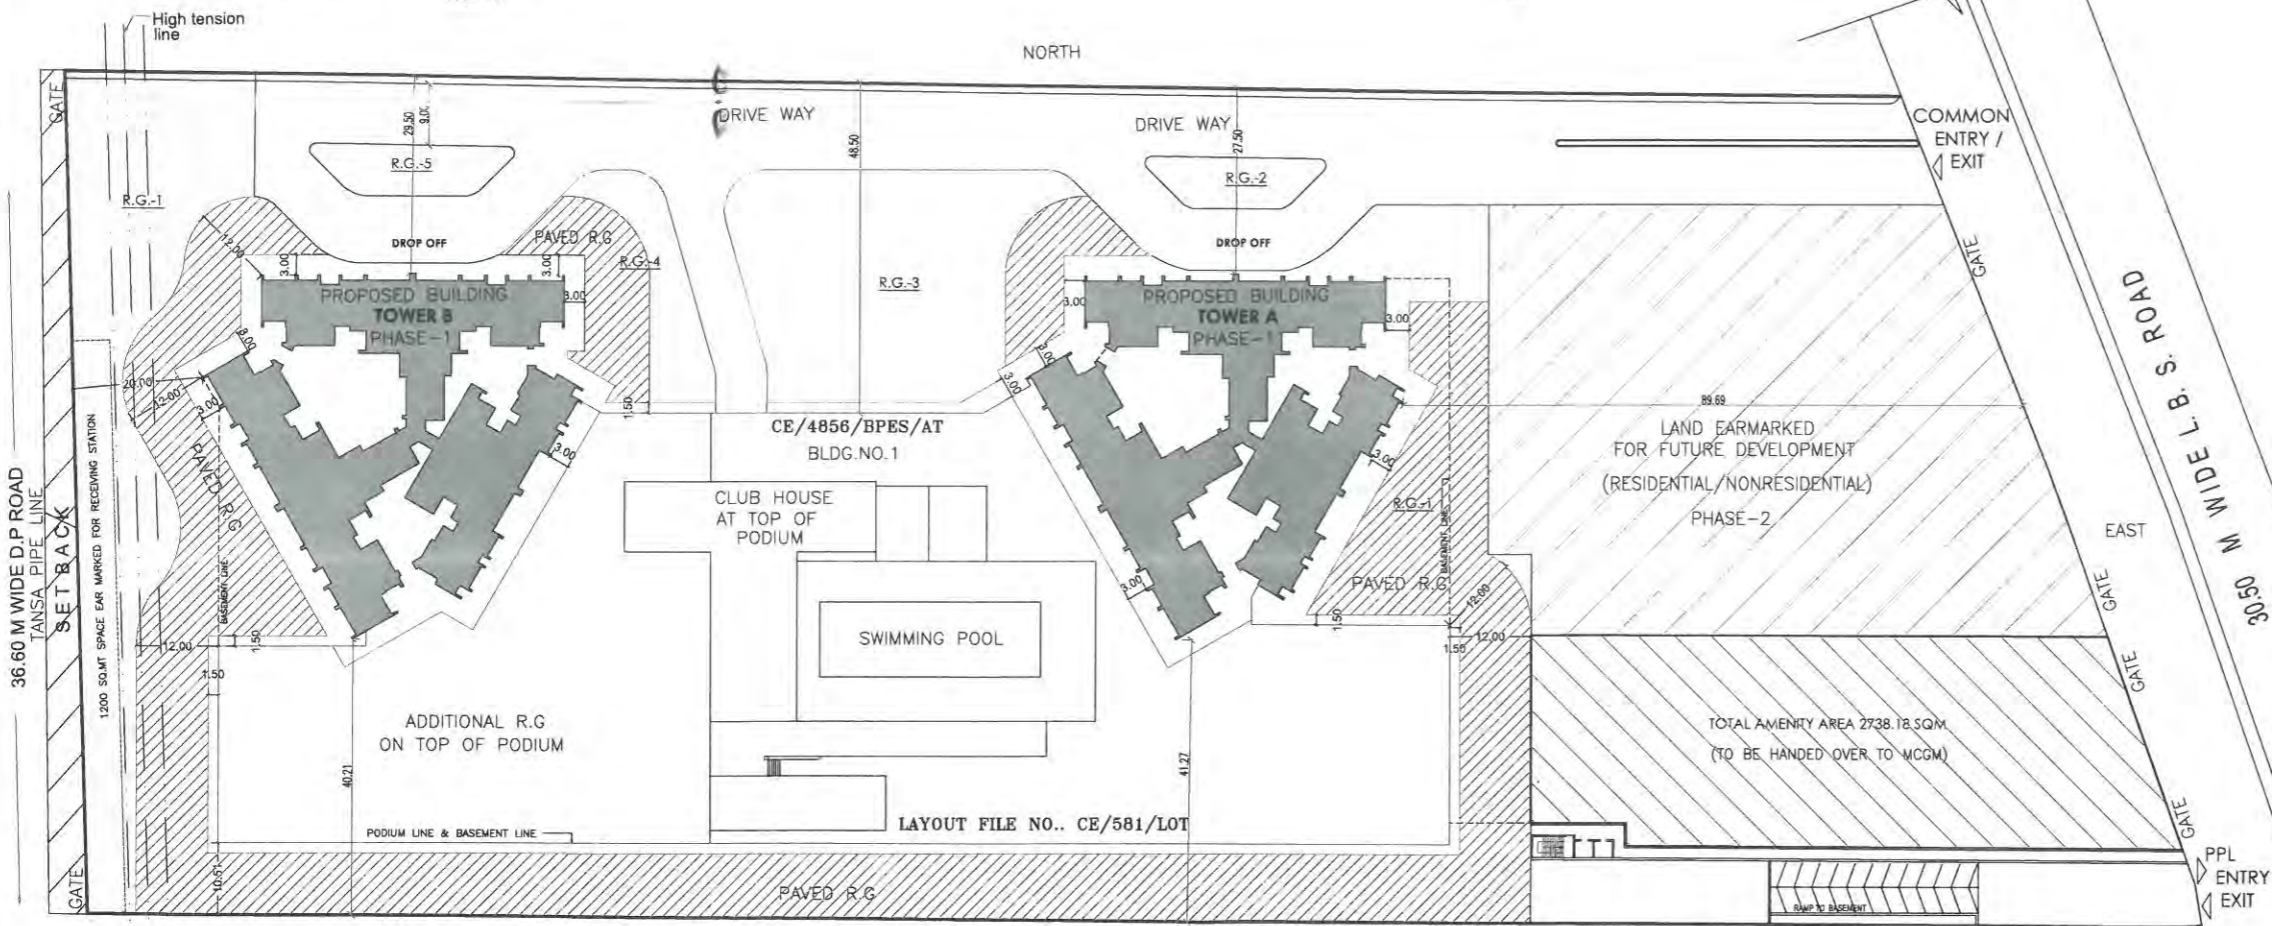 High tension
line
NORTH
GATE
DRIVE WAY
DRIVE WAY
29.50
9.00
48.50
27.50
COMMON
ENTRY /
EXIT
R.G.-5
R.G.-2
R.G.-1
DROP OFF
DROP OFF
PAVED R.G
R.G.-4
R.G.-3
12.00
3.00
3.00
3.00
PROPOSED BUILDING
TOWER B
PHASE-1
3.00
PROPOSED BUILDING
TOWER A
PHASE-1
3.00
GATE
30.50 M WIDE L. B. S. ROAD
3.00
20.00
12.00
3.00
PAVED R.G
1.50
3.00
3.00
3.00
89.69
CE/4856/BPES/AT
BLDG.NO.1
LAND EARMARKED
FOR FUTURE DEVELOPMENT
(RESIDENTIAL/NONRESIDENTIAL)
PHASE-2
3.00
CLUB HOUSE
AT TOP OF
PODIUM
R.G.-1
BASEMENT LINE
EAST
36.60 M WIDE D.P ROAD
TANSA PIPE LINE
SETBACK
1200 SQ.MT SPACE EAR MARKED FOR RECEIVING STATION
BASEMENT LINE
3.00
PAVED R.G
12.00
GATE
1.50
SWIMMING POOL
12.00
1.50
1.50
12.00
1.50
GATE
ADDITIONAL R.G
ON TOP OF PODIUM
TOTAL AMENITY AREA 2738.18 SQM
(TO BE HANDED OVER TO MCGM)
40.21
41.27
GATE
PODIUM LINE & BASEMENT LINE
LAYOUT FILE NO.. CE/581/LOT
GATE
10.51
PAVED R.G
RAMP TO BASEMENT
PPL
ENTRY
EXIT